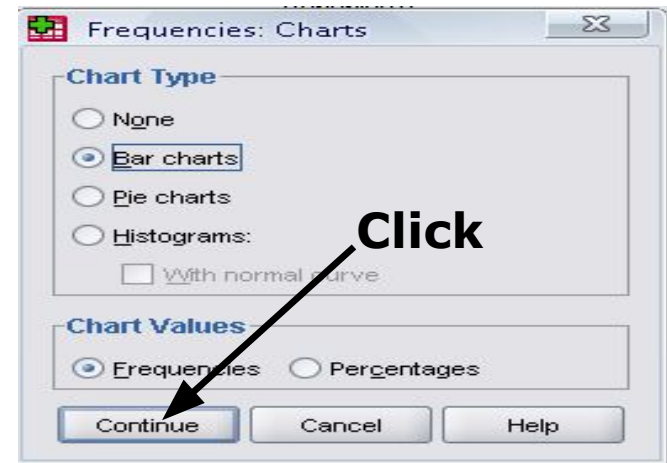 Frequencies: Charts
Chart Type
None
Bar charts
Pie charts
Histograms:
Click
With normal curve
Chart Values
Frequencies Percentages
Continue Cancel Help